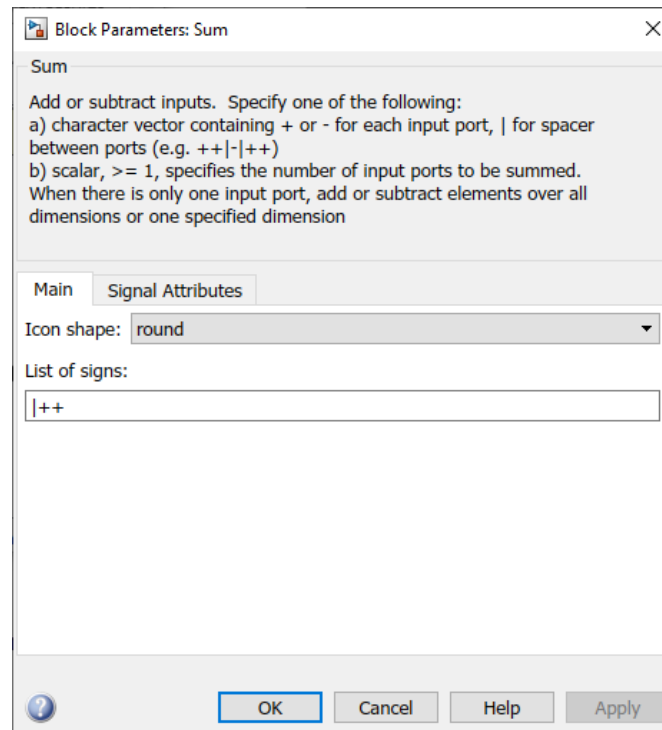 Block Parameters: Sum
Sum
Add or subtract inputs.  Specify one of the following:
a) character vector containing + or - for each input port, | for spacer
between ports (e.g. ++|-|++)
b) scalar, >= 1, specifies the number of input ports to be summed.
When there is only one input port, add or subtract elements over all
dimensions or one specified dimension
Main Signal Attributes
Icon shape: round
List of signs:
|++
OK Cancel Help Apply